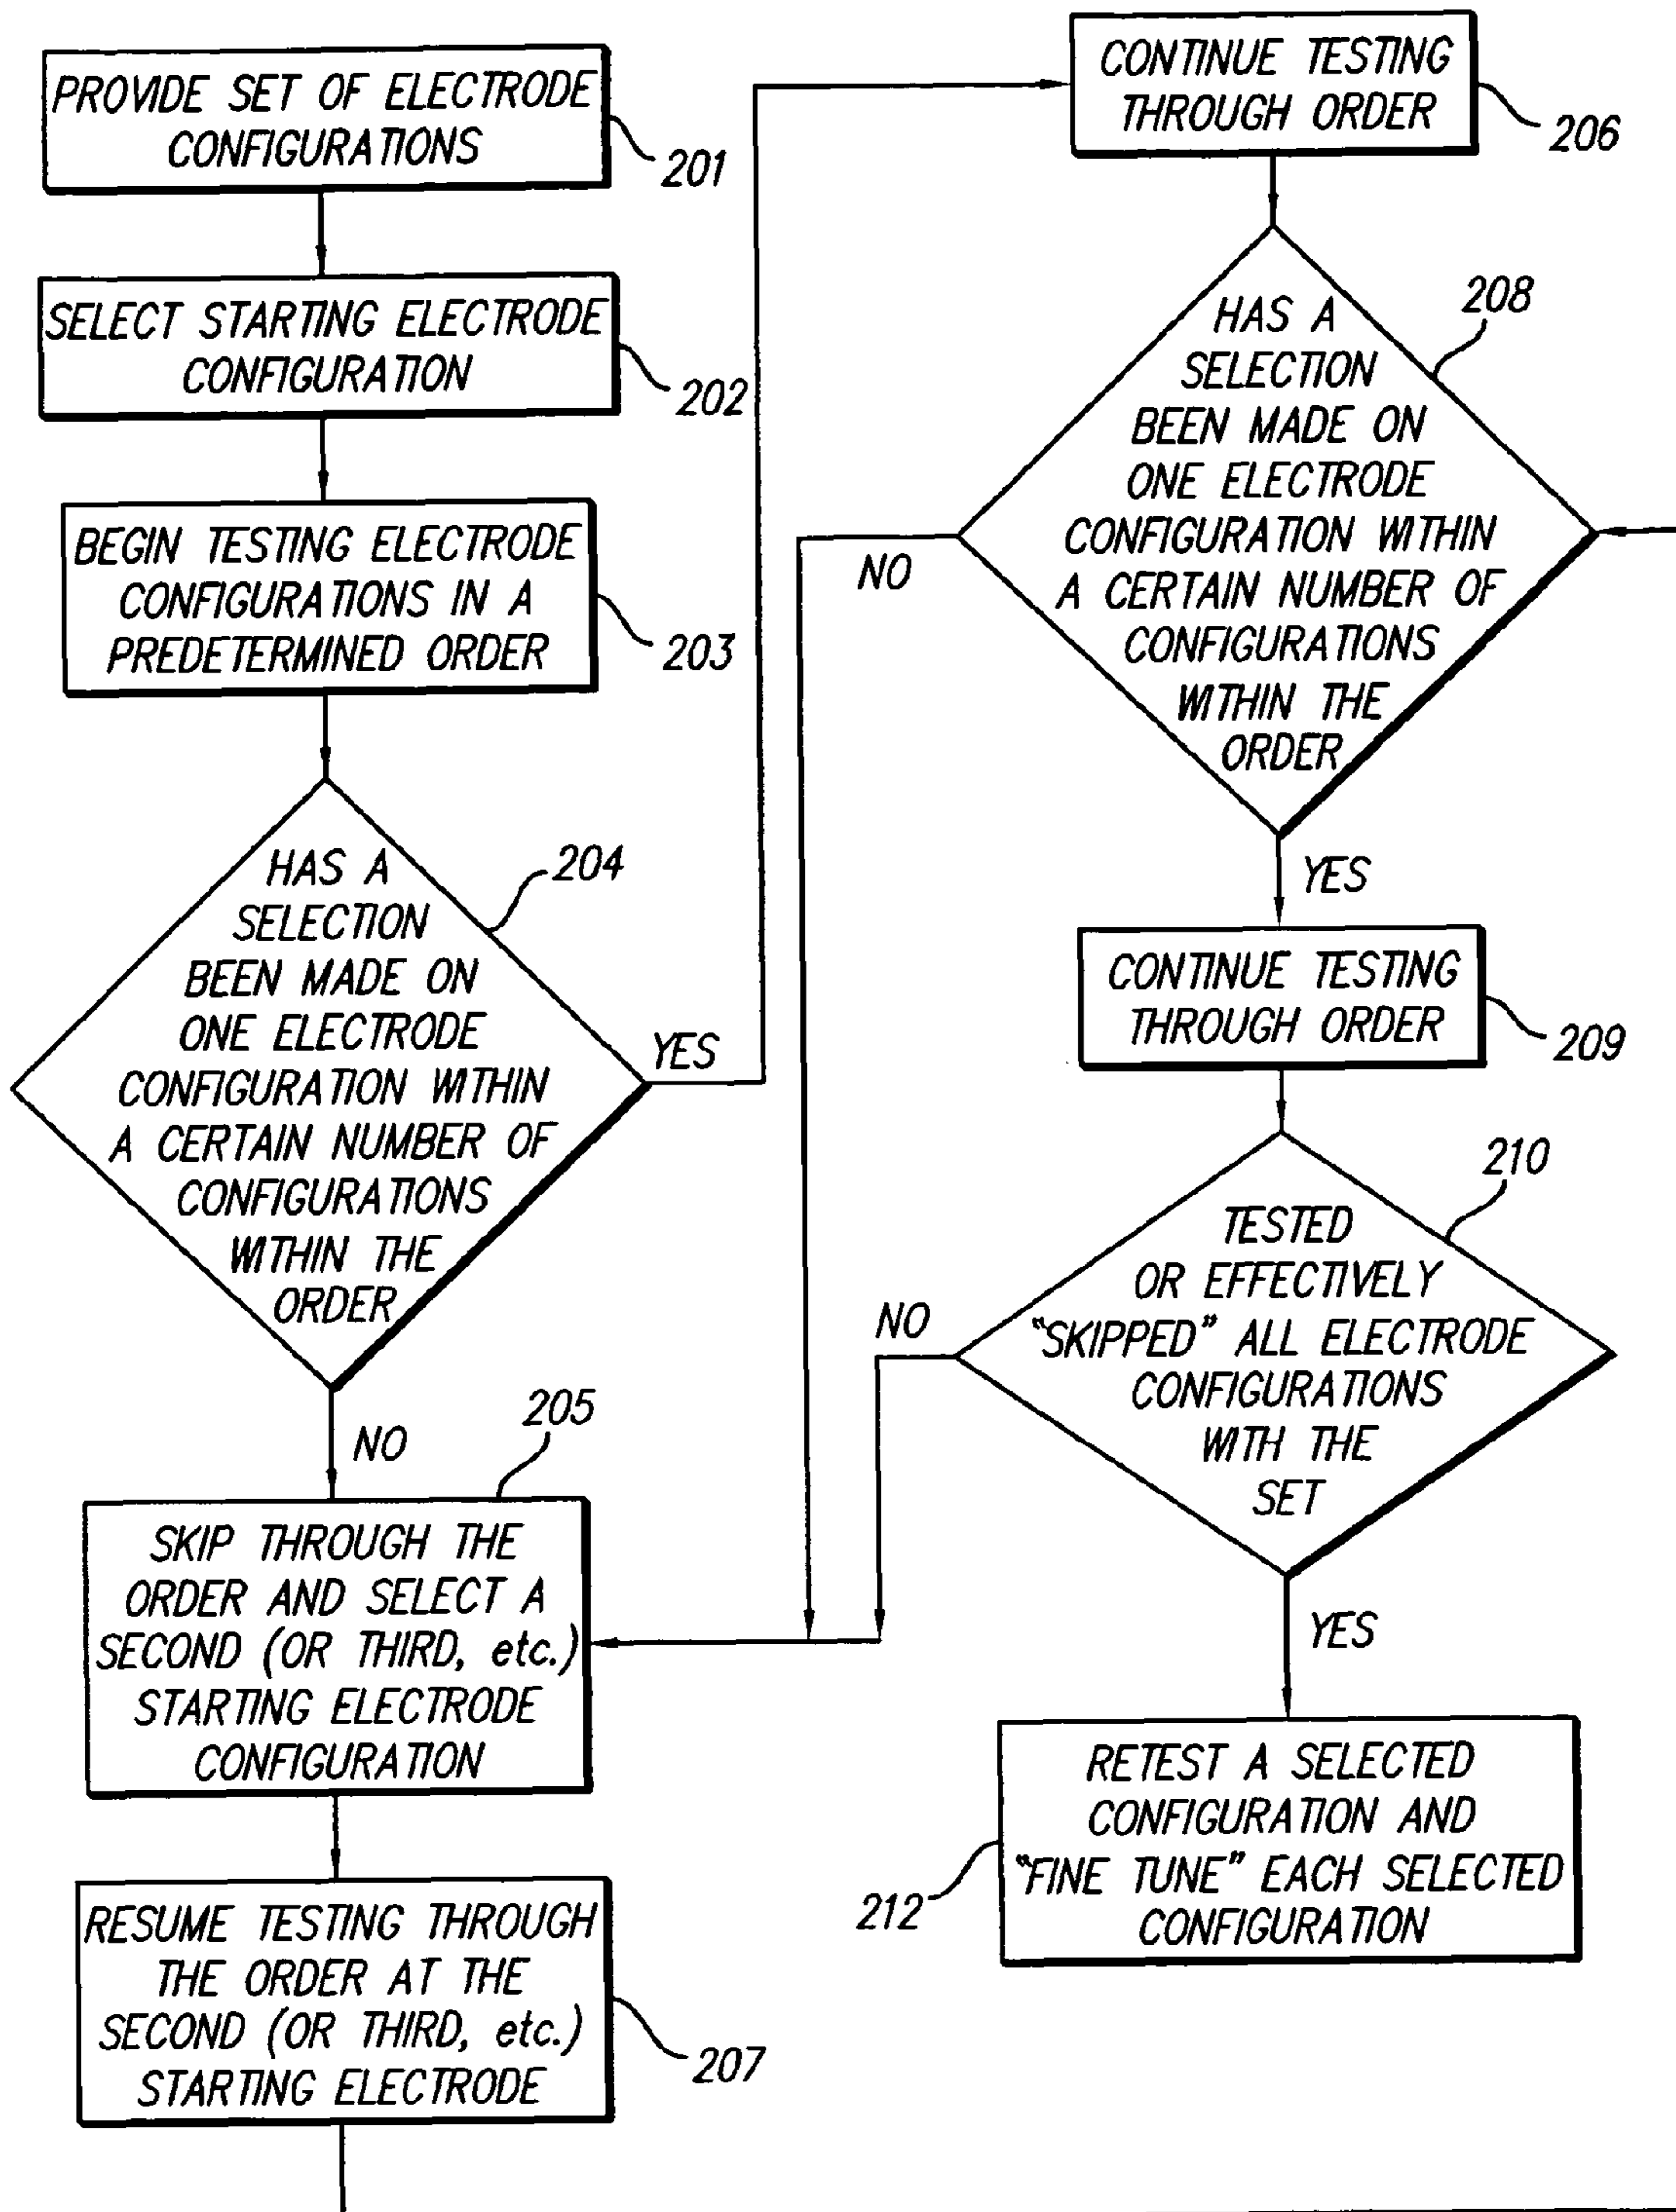 PROVIDE SET OF ELECTRODE
CONFIGURATIONS
201
SELECT STARTING ELECTRODE
CONFIGURATION
202
BEGIN TESTING ELECTRODE
CONFIGURATIONS IN A
PREDETERMINED ORDER
203
HAS A
SELECTION
BEEN MADE ON
ONE ELECTRODE
CONFIGURATION WITHIN
A CERTAIN NUMBER OF
CONFIGURATIONS
WITHIN THE
ORDER
204
YES
NO
205
SKIP THROUGH THE
ORDER AND SELECT A
SECOND (OR THIRD, etc.)
STARTING ELECTRODE
CONFIGURATION
RESUME TESTING THROUGH
THE ORDER AT THE
SECOND (OR THIRD, etc.)
STARTING ELECTRODE
207
CONTINUE TESTING
THROUGH ORDER
206
HAS A
SELECTION
BEEN MADE ON
ONE ELECTRODE
CONFIGURATION WITHIN
A CERTAIN NUMBER OF
CONFIGURATIONS
WITHIN THE
ORDER
208
NO
YES
CONTINUE TESTING
THROUGH ORDER
209
TESTED
OR EFFECTIVELY
"SKIPPED" ALL ELECTRODE
CONFIGURATIONS
WITH THE
SET
210
NO
YES
RETEST A SELECTED
CONFIGURATION AND
"FINE TUNE" EACH SELECTED
CONFIGURATION
212